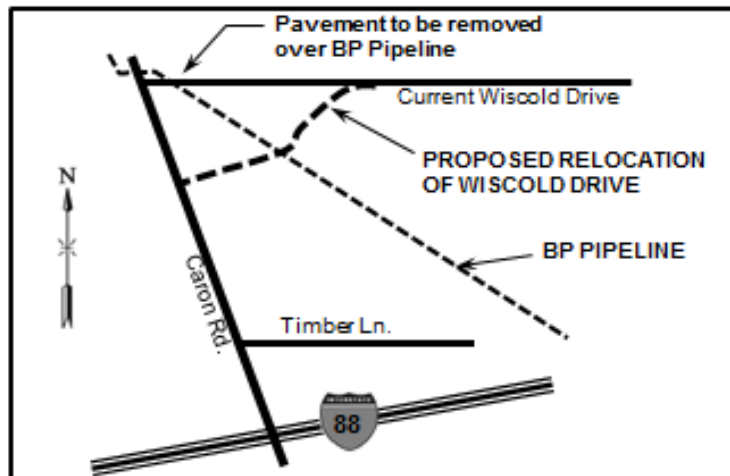 Pavement to be removed
over BP Pipeline
Current Wiscold Drive
PROPOSED RELOCATION
OF WISCOLD DRIVE
N
BP PIPELINE
Caron Rd.
Timber Ln.
INTERSTATE
88